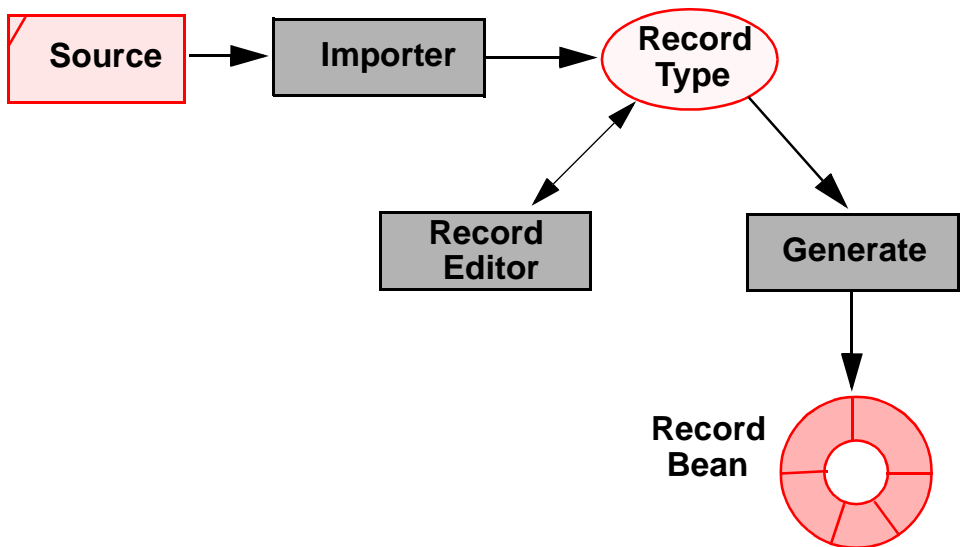 Source
Importer
Record
Type
Record
Editor
Generate
Record
Bean